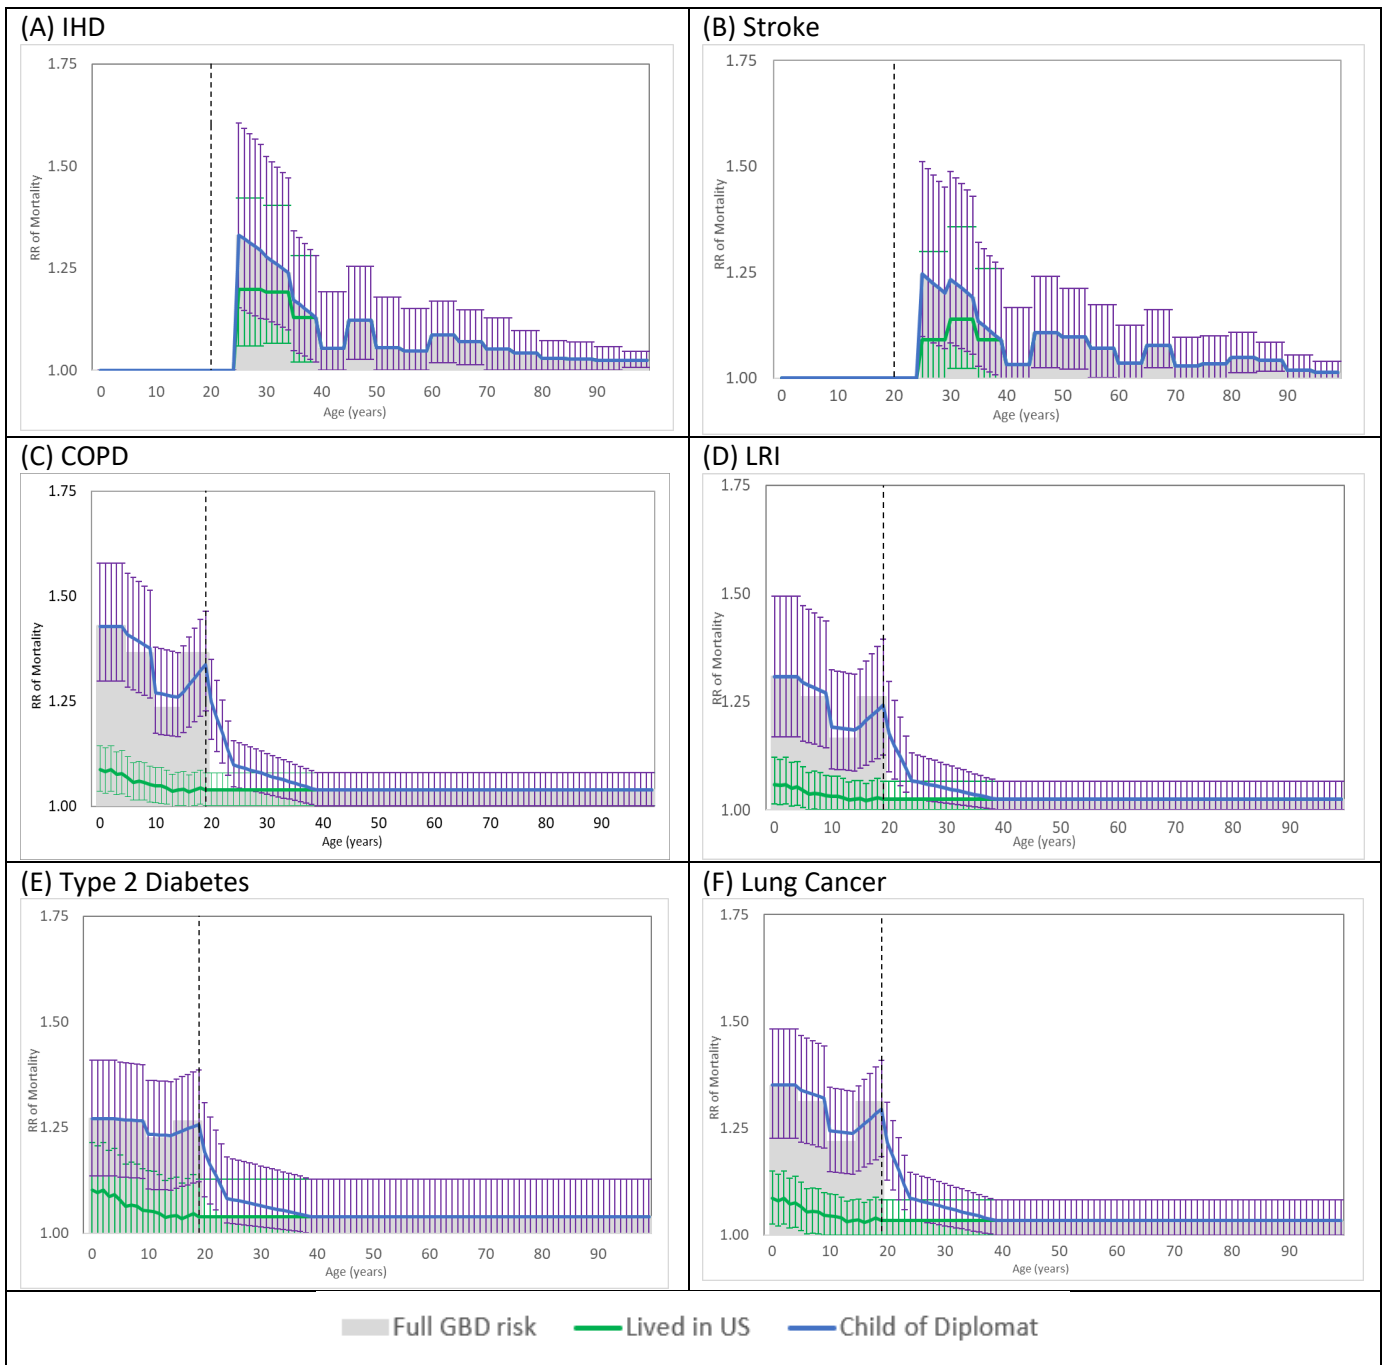 (A) IHD
1.75
1.50
1.25
1.00
RR of Mortality
0 10 20 30 40 50 60 70 80 90
Age (years)
(B) Stroke
1.75
1.50
1.25
1.00
RR of Mortality
0 10 20 30 40 50 60 70 80 90
Age (years)
(C) COPD
1.75
1.50
1.25
1.00
RR of Mortality
0 10 20 30 40 50 60 70 80 90
Age (years)
(D) LRI
1.75
1.50
1.25
1.00
RR of Mortality
0 10 20 30 40 50 60 70 80 90
Age (years)
(E) Type 2 Diabetes
1.75
1.50
1.25
1.00
RR of Mortality
0 10 20 30 40 50 60 70 80 90
Age (years)
(F) Lung Cancer
1.75
1.50
1.25
1.00
RR of Mortality
0 10 20 30 40 50 60 70 80 90
Age (years)
Full GBD risk Lived in US Child of Diplomat